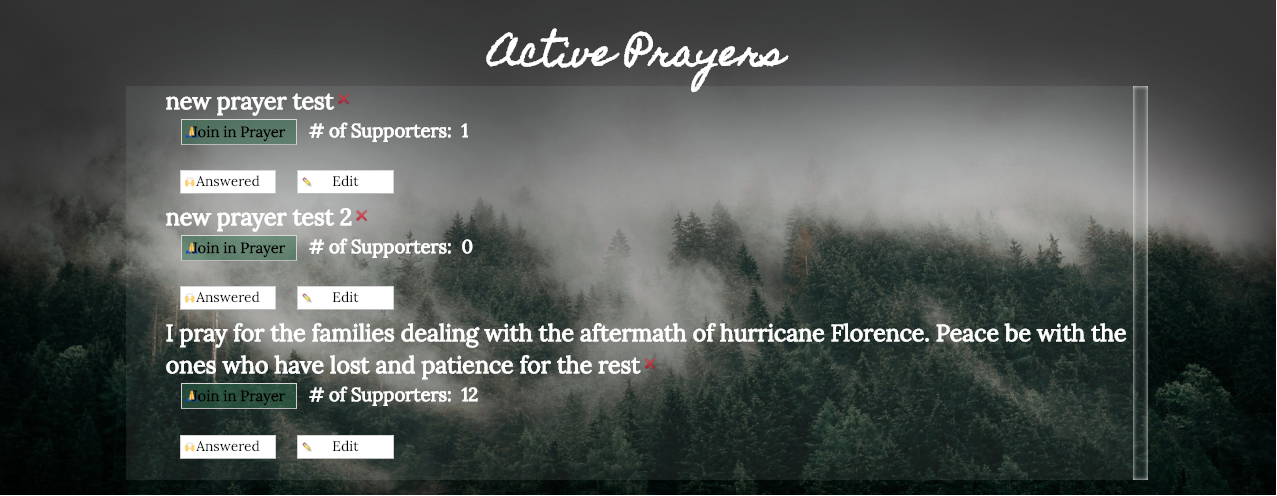 Active Prayers
new prayer test
Join in Prayer # of Supporters: 1
Answered Edit
new prayer test 2
Join in Prayer # of Supporters: 0
Answered Edit
I pray for the families dealing with the aftermath of hurricane Florence. Peace be with the
ones who have lost and patience for the rest
Join in Prayer # of Supporters: 12
Answered Edit